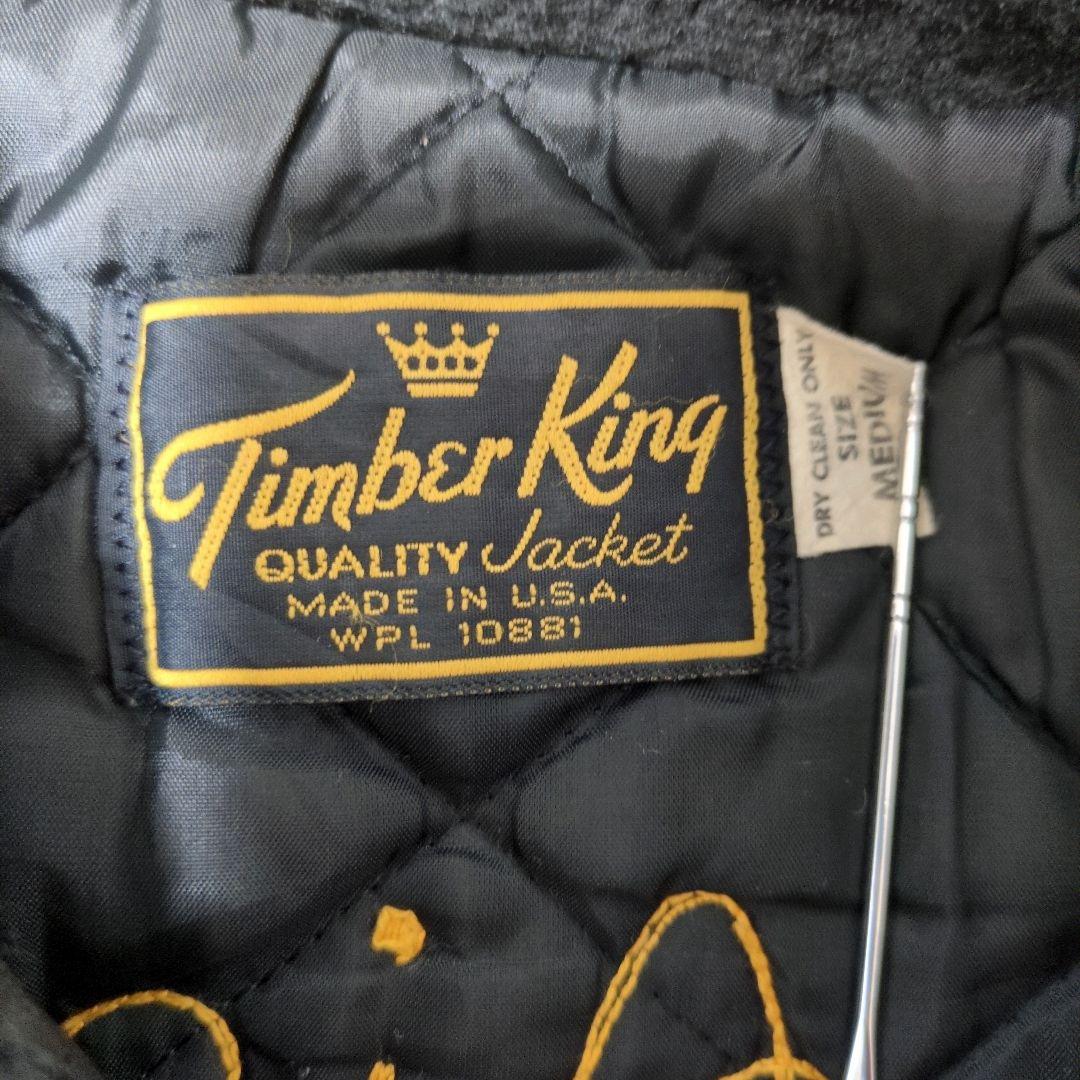 Timber King
QUALITY Jacket
MADE IN U.S.A.
WPL 10881
DRY CLEAN ONLY
SIZE
MEDIUM